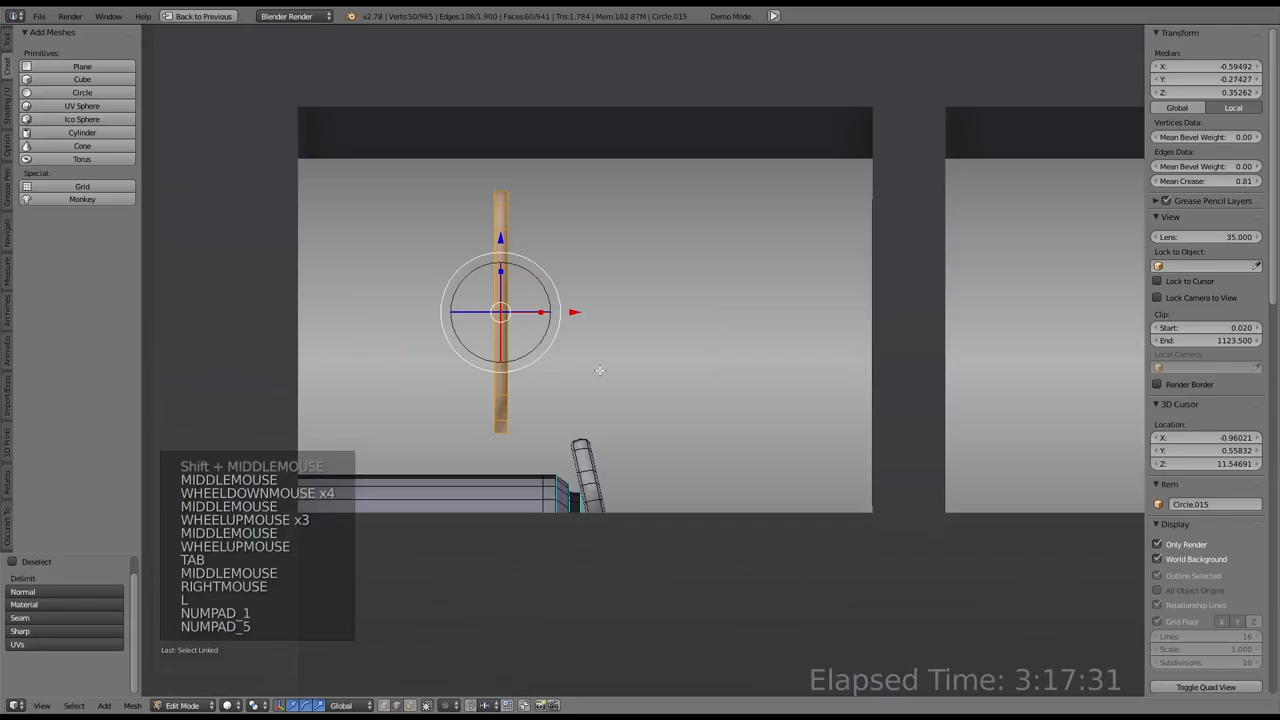 File Render Window Help Back to Previous Blender Render v2.78 | Verts:50/965 | Edges:108/1,900 | Faces:60/941 | Tris:1,784 | Mem:102.87M | Circle.015 Demo Mode:
Add Meshes
Primitives:
Plane
Cube
Circle
UV Sphere
Ico Sphere
Cylinder
Cone
Torus
Special:
Grid
Monkey
Deselect
Delimit
Normal
Material
Seam
Sharp
UVs
Shift + MIDDLEMOUSE
MIDDLEMOUSE
WHEELDOWNMOUSE x4
MIDDLEMOUSE
WHEELUPMOUSE x3
MIDDLEMOUSE
WHEELUPMOUSE
TAB
MIDDLEMOUSE
RIGHTMOUSE
L
NUMPAD_1
NUMPAD_5
Last: Select Linked
Elapsed Time: 3:17:31
Transform
Median:
X: -0.59492
Y: -0.27427
Z: 0.35262
Global Local
Vertices Data:
Mean Bevel Weight: 0.00
Edges Data:
Mean Bevel Weight: 0.00
Mean Crease: 0.81
Grease Pencil Layers
View
Lens: 35.000
Lock to Object:
Lock to Cursor
Lock Camera to View
Clip:
Start: 0.020
End: 1123.500
Local Camera:
Render Border
3D Cursor
Location:
X: -0.96021
Y: 0.55832
Z: 11.54691
Item
Circle.015
Display
Only Render
World Background
Outline Selected
All Object Origins
Relationship Lines
Grid Floor X Y Z
Lines: 16
Scale: 1.000
Subdivisions: 10
Toggle Quad View
View Select Add Mesh Edit Mode Global